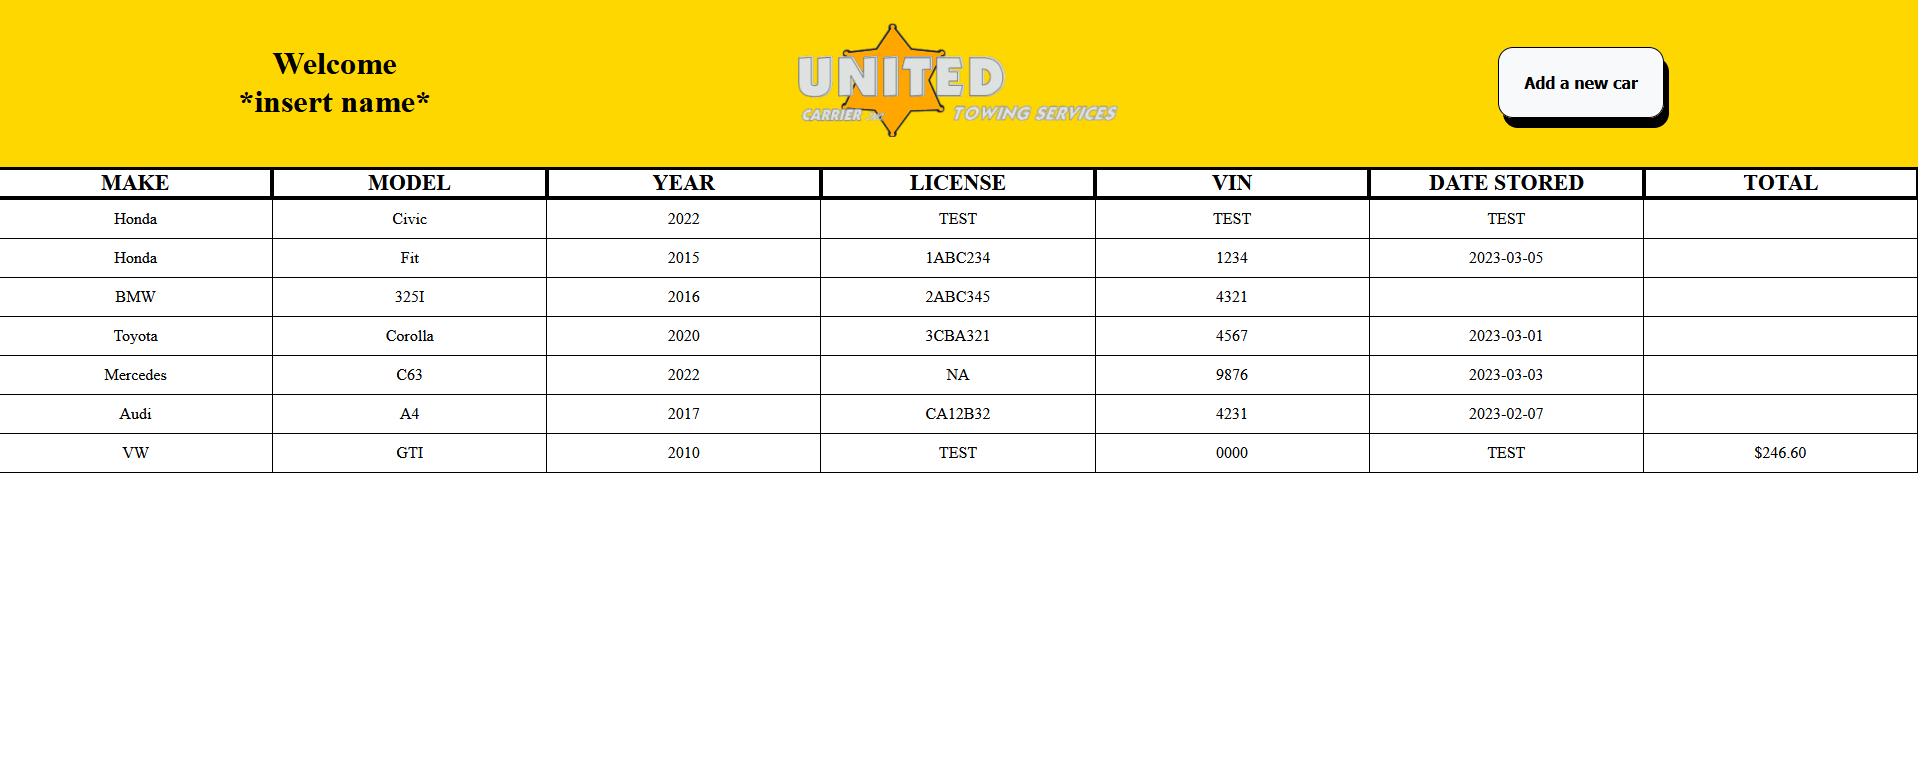 Welcome
*insert name*
UNITED
CARRIER
TOWING SERVICES
Add a new car
MAKE MODEL YEAR LICENSE VIN DATE STORED TOTAL
Honda Civic 2022 TEST TEST TEST
Honda Fit 2015 1ABC234 1234 2023-03-05
BMW 325I 2016 2ABC345 4321
Toyota Corolla 2020 3CBA321 4567 2023-03-01
Mercedes C63 2022 NA 9876 2023-03-03
Audi A4 2017 CA12B32 4231 2023-02-07
VW GTI 2010 TEST 0000 TEST $246.60